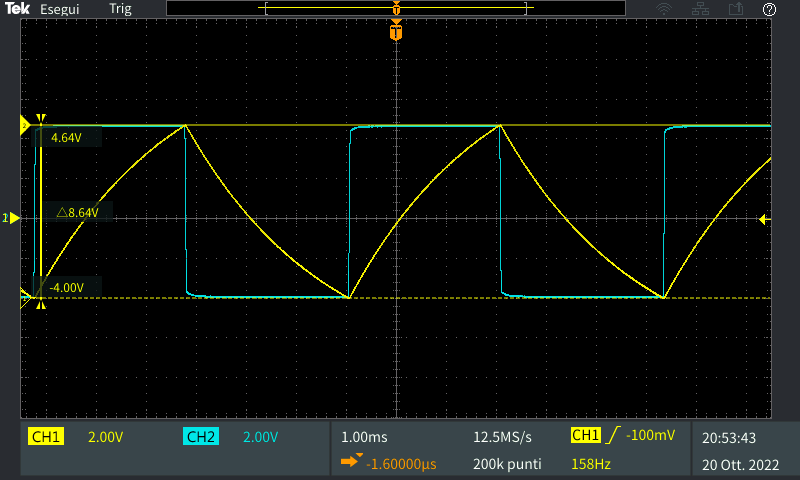 Tek Esegui Trig
T
T
2
4.64V
△8.64V
1
-4.00V
CH1 2.00V CH2 2.00V 1.00ms 12.5MS/s CH1 -100mV 20:53:43
-1.60000µs 200k punti 158Hz 20 Ott. 2022